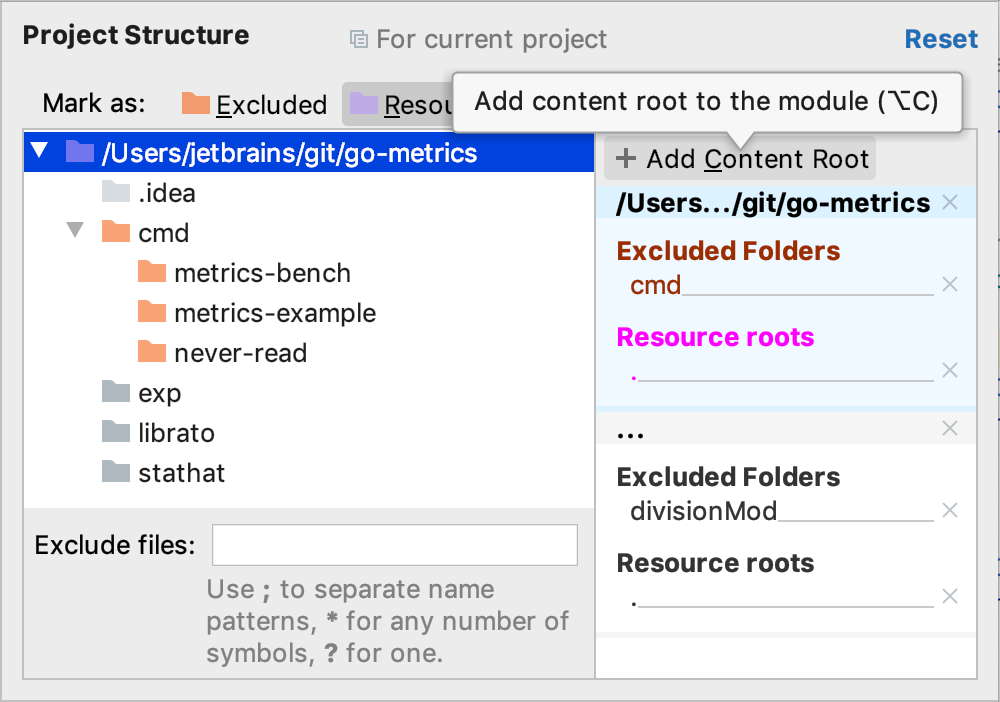 Project Structure
For current project
Reset
Mark as:
Excluded
Add content root to the module (⌥C)
/Users/jetbrains/git/go-metrics
.idea
cmd
metrics-bench
metrics-example
never-read
exp
librato
stathat
Exclude files:
Use ; to separate name
patterns, * for any number of
symbols, ? for one.
+ Add Content Root
/Users.../git/go-metrics
Excluded Folders
cmd
Resource roots
.
...
Excluded Folders
divisionMod
Resource roots
.